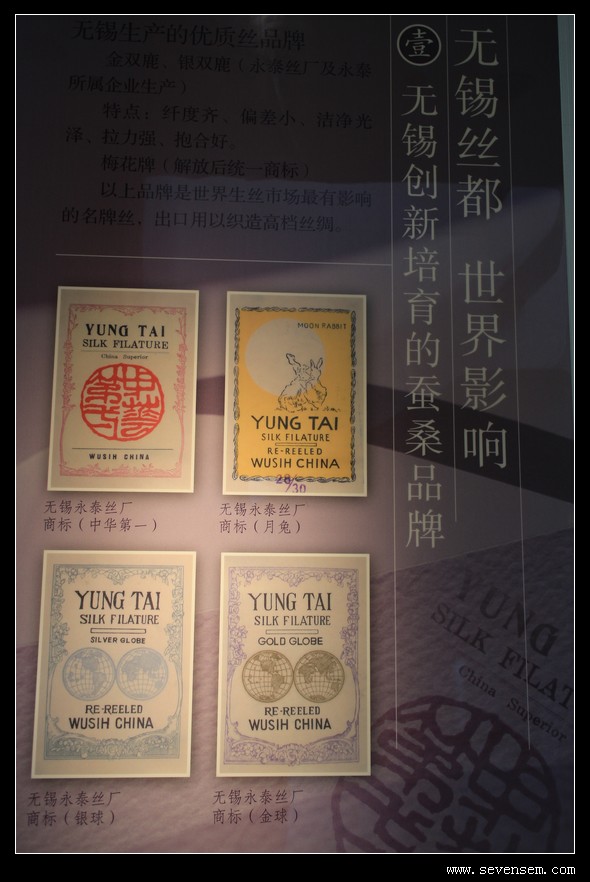 无锡丝都 世界影响
壹 无锡创新培育的蚕桑品牌
无锡生产的优质丝品牌
金双鹿、银双鹿（永泰丝厂及永泰
所属企业生产）
特点：纤度齐、偏差小、洁净光
泽、拉力强、抱合好。
梅花牌（解放后统一商标）
以上品牌是世界生丝市场最有影响
的名牌丝，出口用以织造高档丝绸。
YUNG TAI
SILK FILATURE
China Superior
中华第一
WUSIH CHINA
无锡永泰丝厂
商标（中华第一）
MOON RABBIT
YUNG TAI
SILK FILATURE
RE-REELED
WUSIH CHINA
28/30
无锡永泰丝厂
商标（月兔）
YUNG TAI
SILK FILATURE
SILVER GLOBE
RE-REELED
WUSIH CHINA
无锡永泰丝厂
商标（银球）
YUNG TAI
SILK FILATURE
GOLD GLOBE
RE-REELED
WUSIH CHINA
无锡永泰丝厂
商标（金球）
YUNG
SILK FILAT
China Superior
www.sevensem.com